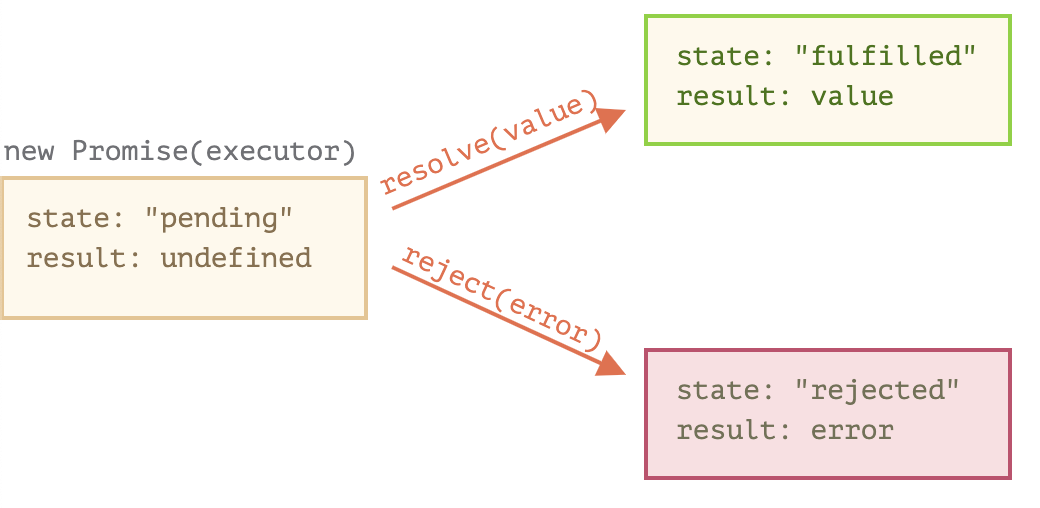 new Promise(executor)
state: "pending"
result: undefined
resolve(value)
reject(error)
state: "fulfilled"
result: value
state: "rejected"
result: error